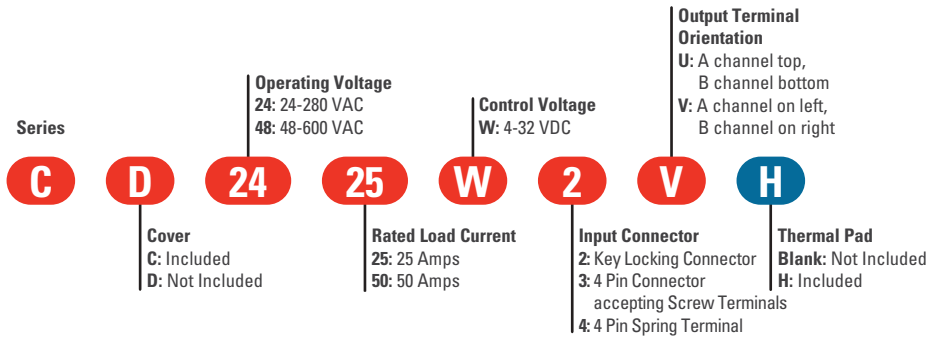 Output Terminal
Orientation
U: A channel top,
B channel bottom
V: A channel on left,
B channel on right
Operating Voltage
24: 24-280 VAC
48: 48-600 VAC
Control Voltage
W: 4-32 VDC
Series
C D 24 25 W 2 V H
Cover
C: Included
D: Not Included
Rated Load Current
25: 25 Amps
50: 50 Amps
Input Connector
2: Key Locking Connector
3: 4 Pin Connector
accepting Screw Terminals
4: 4 Pin Spring Terminal
Thermal Pad
Blank: Not Included
H: Included